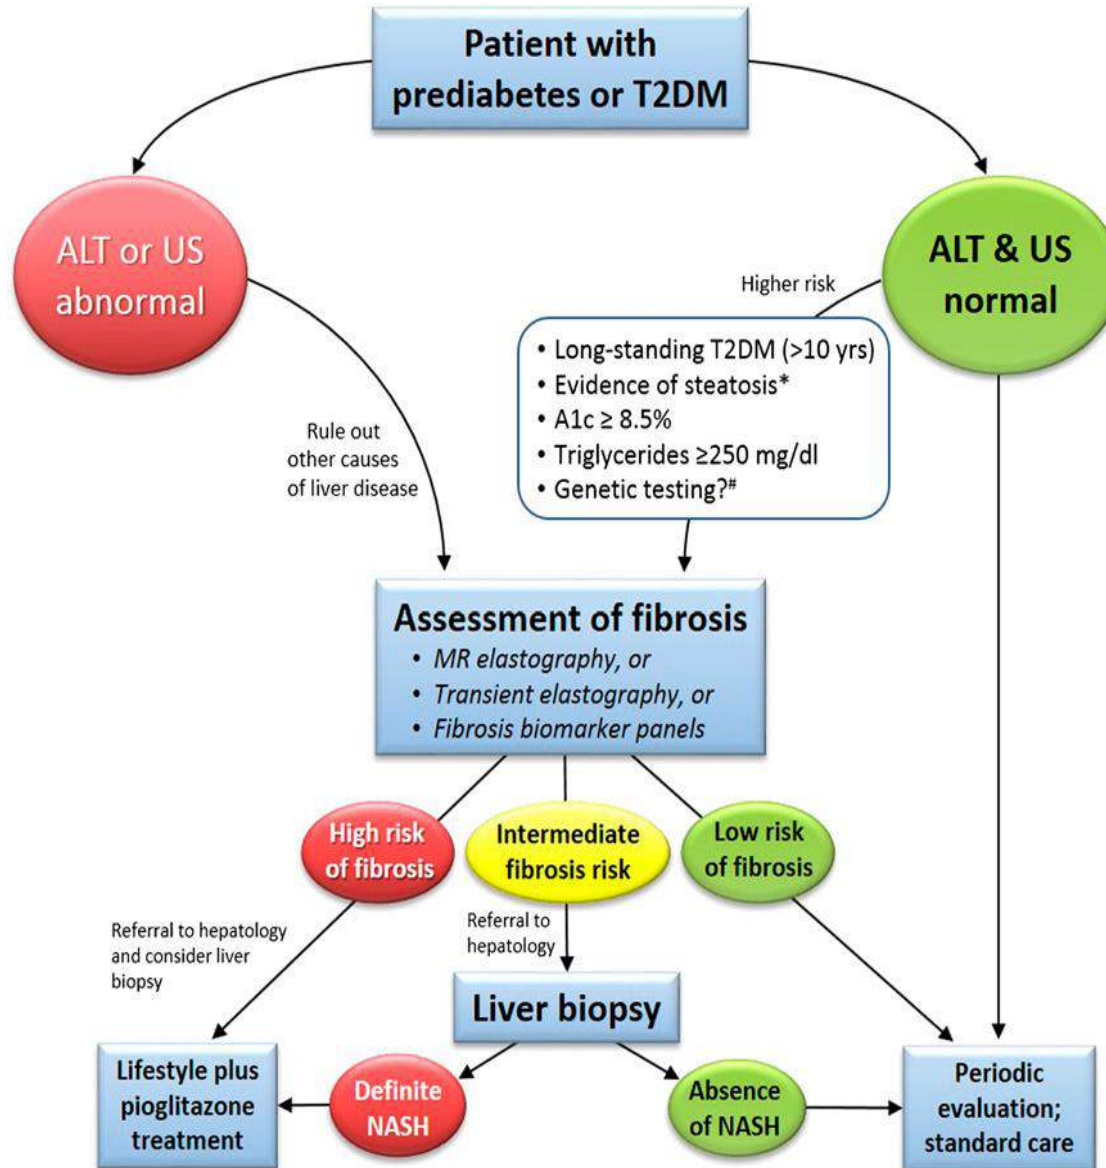 Patient with
prediabetes or T2DM
ALT or US
abnormal
ALT & US
normal
Higher risk
• Long-standing T2DM (>10 yrs)
• Evidence of steatosis*
• A1c ≥ 8.5%
• Triglycerides ≥250 mg/dl
• Genetic testing?#
Rule out
other causes
of liver disease
Assessment of fibrosis
• MR elastography, or
• Transient elastography, or
• Fibrosis biomarker panels
High risk
of fibrosis
Intermediate
fibrosis risk
Low risk
of fibrosis
Referral to hepatology
and consider liver
biopsy
Referral to
hepatology
Liver biopsy
Lifestyle plus
pioglitazone
treatment
Definite
NASH
Absence
of NASH
Periodic
evaluation;
standard care